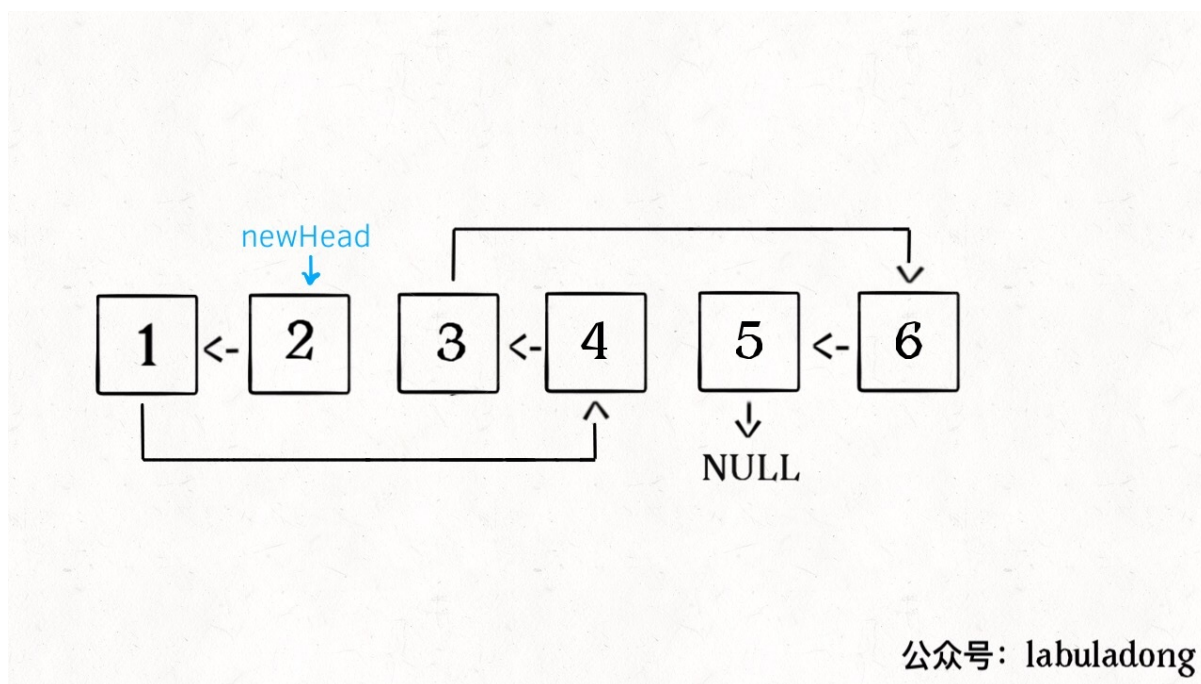 newHead
1 <- 2 3 <- 4 5 <- 6
NULL
公众号：labuladong